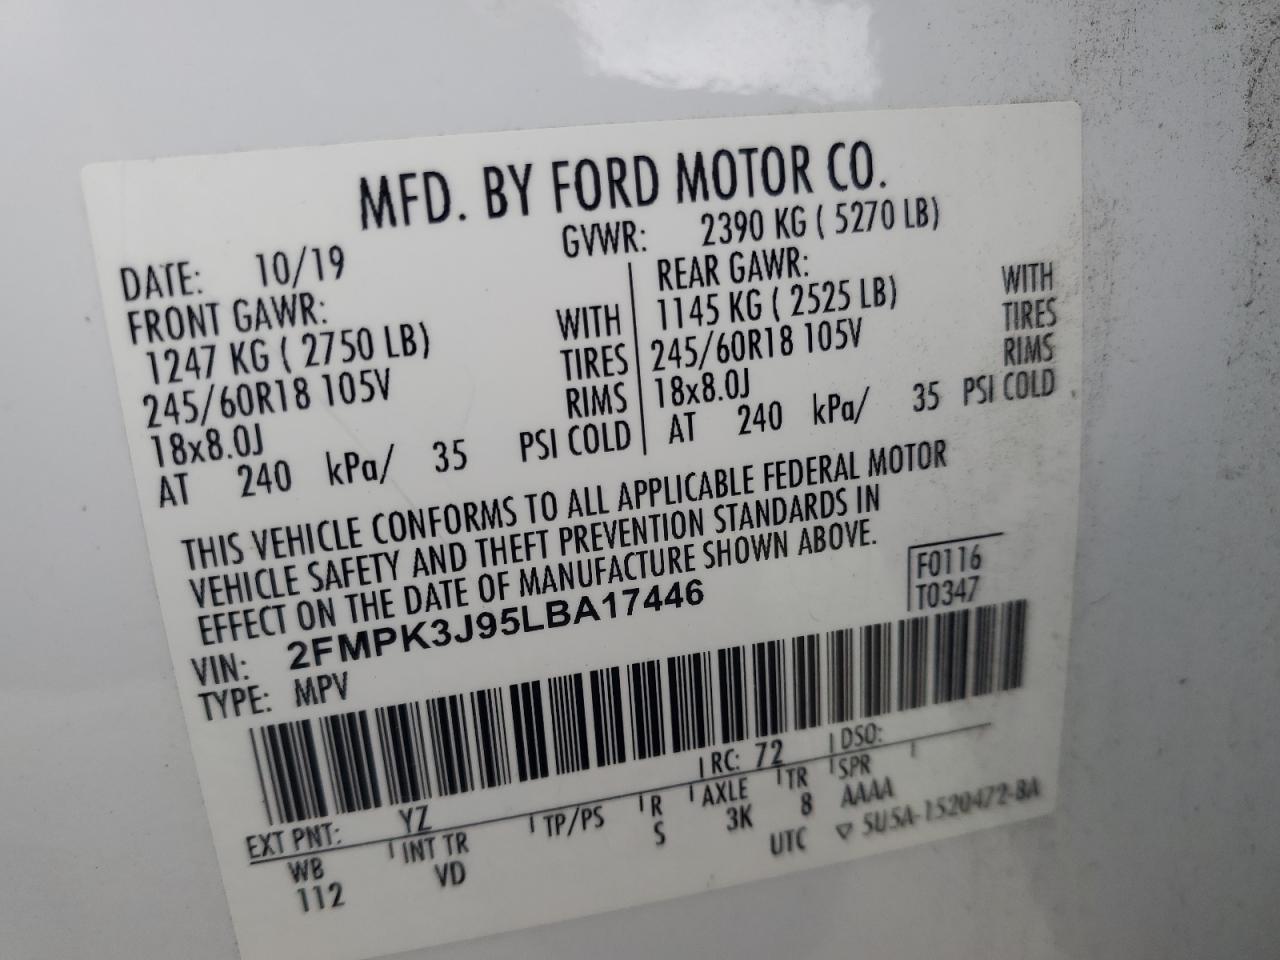 MFD. BY FORD MOTOR CO.
DATE: 10/19 GVWR: 2390 KG ( 5270 LB)
FRONT GAWR: REAR GAWR:
1247 KG ( 2750 LB) WITH 1145 KG ( 2525 LB) WITH
245/60R18 105V TIRES 245/60R18 105V TIRES
18x8.0J RIMS 18x8.0J RIMS
AT 240 kPa/ 35 PSI COLD AT 240 kPa/ 35 PSI COLD
THIS VEHICLE CONFORMS TO ALL APPLICABLE FEDERAL MOTOR
VEHICLE SAFETY AND THEFT PREVENTION STANDARDS IN
EFFECT ON THE DATE OF MANUFACTURE SHOWN ABOVE.
VIN: 2FMPK3J95LBA17446 F0116
TYPE: MPV T0347
EXT PNT: YZ RC: 72 DSO:
WB INT TR TP/PS R AXLE TR SPR
112 VD S 3K 8 AAAA
UTC ▽ 5U5A-1520472-BA